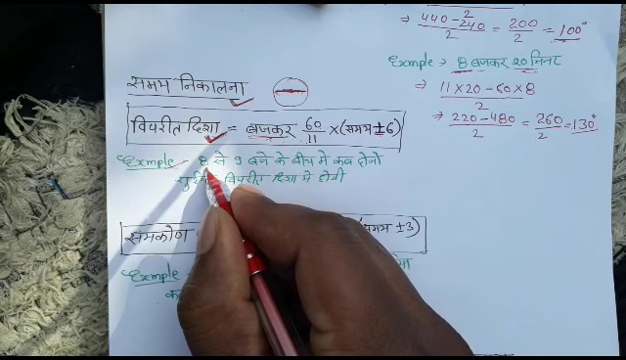 440-240/2 = 200/2 = 100°
Exmple → 8 बजकर 20 मिनट
⇒ 11×20-60×8/2
⇒ 220-480/2 = 260/2 = 130°
समय निकालना
विपरीत दिशा = बजकर 60/11 ×(समय ±6)
Exmple - 8 से 9 बजे के बीच मे कब दोनो
विपरीत दिशा मे होगी
समकोण (समय ±3)
Exmple -